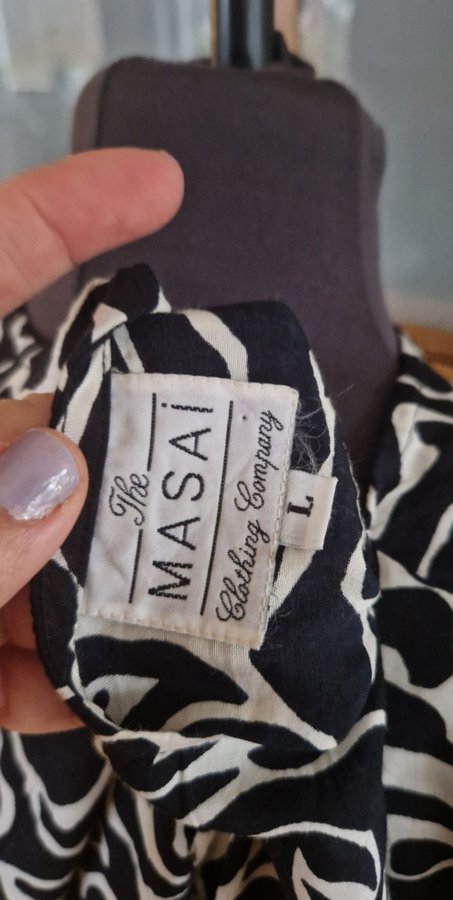 The
MASAi
Clothing Company
L